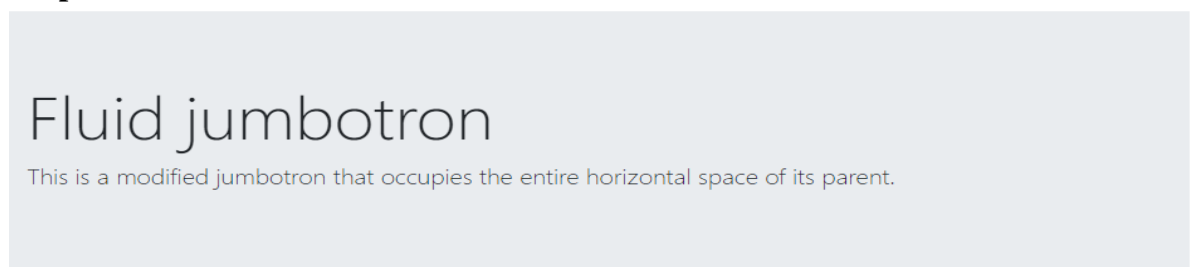 Fluid jumbotron
This is a modified jumbotron that occupies the entire horizontal space of its parent.